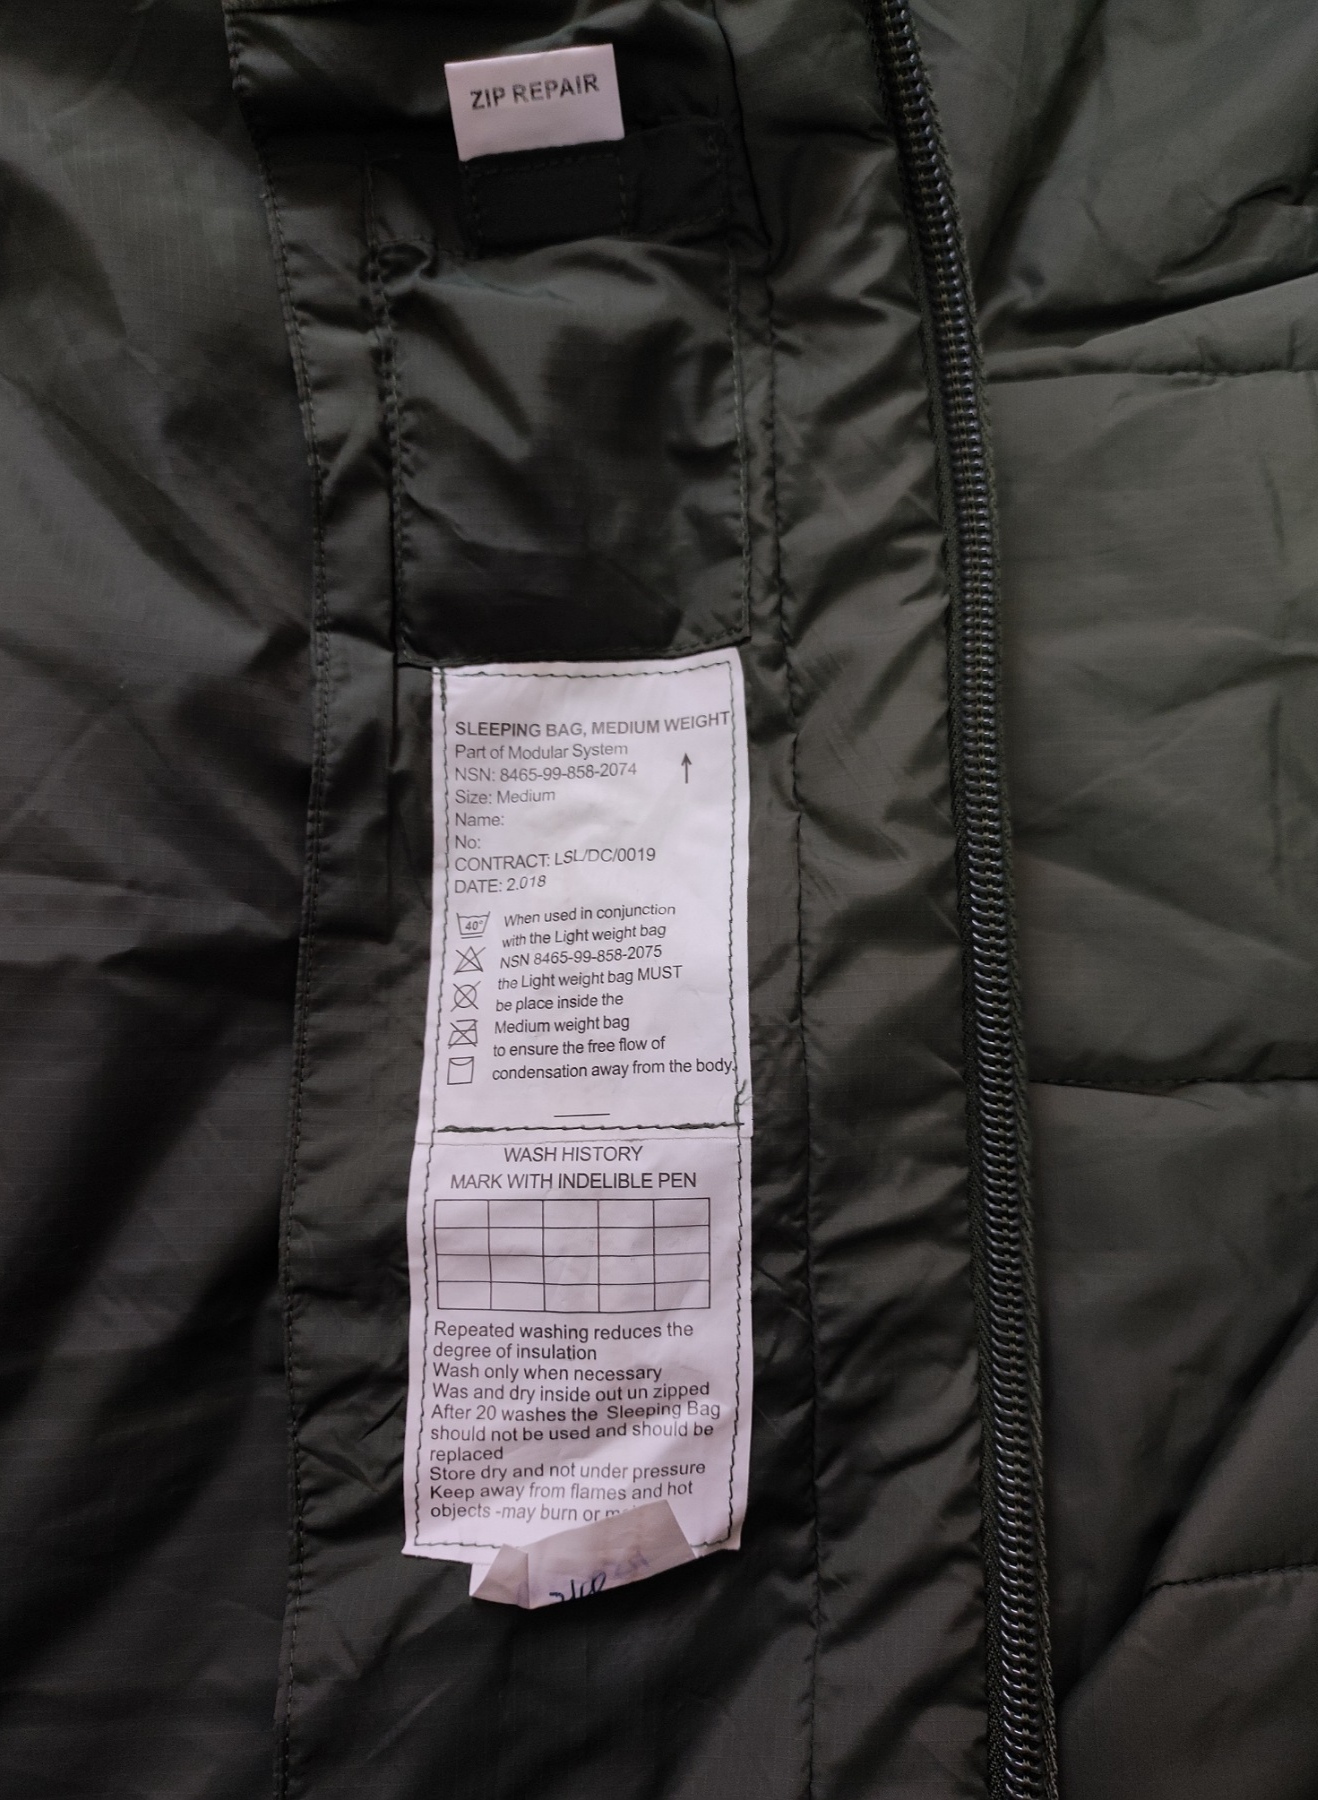 ZIP REPAIR
SLEEPING BAG, MEDIUM WEIGHT
Part of Modular System
NSN: 8465-99-858-2074
Size: Medium
Name:
No:
CONTRACT: LSL/DC/0019
DATE: 2.018
40°
When used in conjunction
with the Light weight bag
NSN 8465-99-858-2075
the Light weight bag MUST
be place inside the
Medium weight bag
to ensure the free flow of
condensation away from the body.
WASH HISTORY
MARK WITH INDELIBLE PEN
Repeated washing reduces the
degree of insulation
Wash only when necessary
Was and dry inside out un zipped
After 20 washes the Sleeping Bag
should not be used and should be
replaced
Store dry and not under pressure
Keep away from flames and hot
objects -may burn or